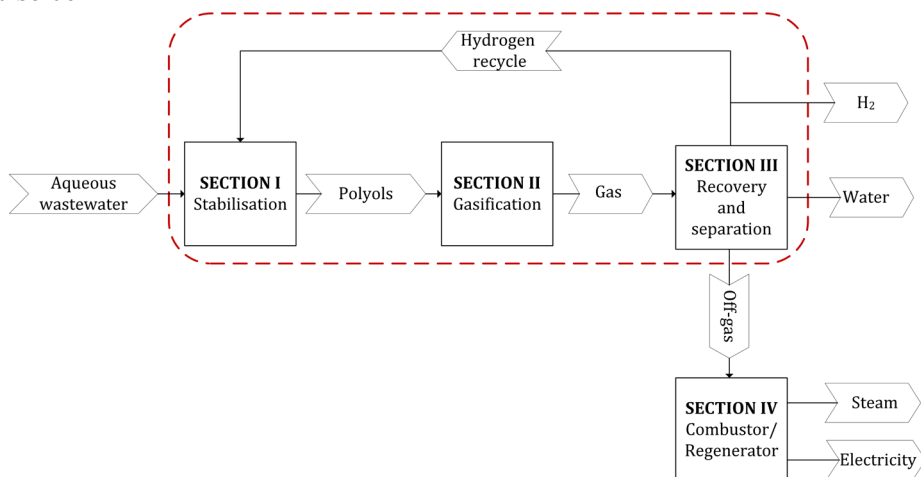 Hydrogen
recycle
H₂
Aqueous
wastewater
SECTION I
Stabilisation
Polyols
SECTION II
Gasification
Gas
SECTION III
Recovery
and
separation
Water
Off-gas
SECTION IV
Combustor/
Regenerator
Steam
Electricity